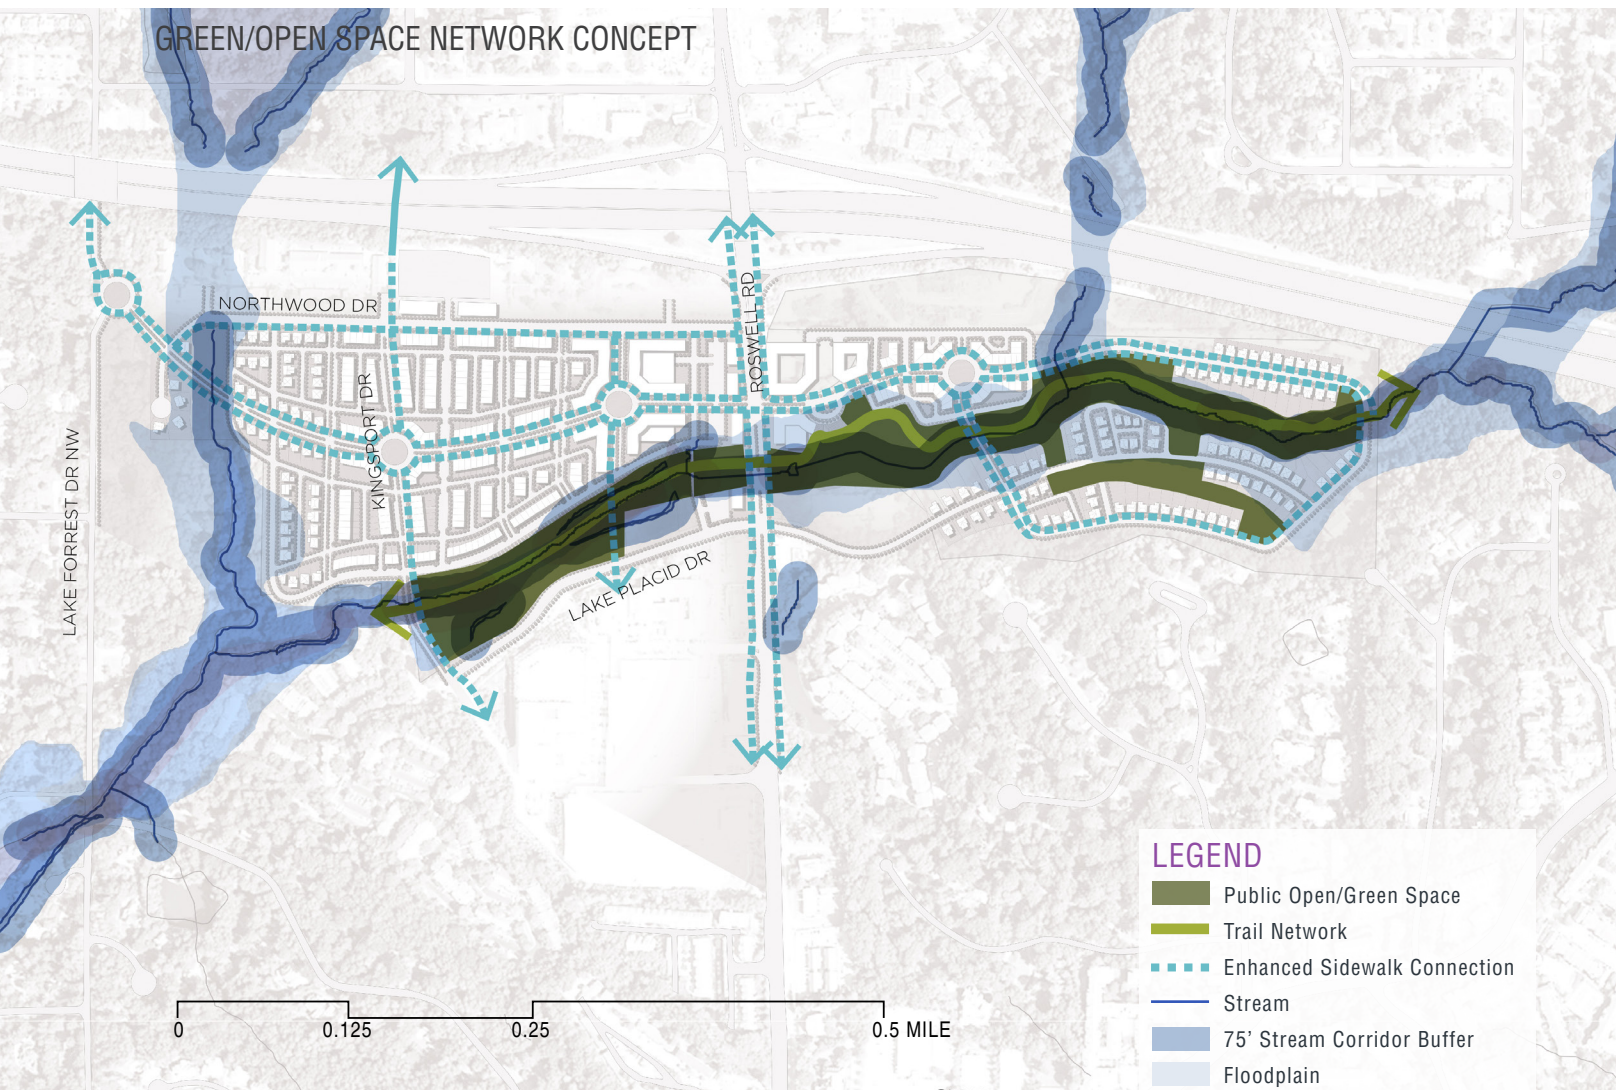 GREEN/OPEN SPACE NETWORK CONCEPT
NORTHWOOD DR
ROSWELL RD
KINGSPORT DR
LAKE FORREST DR NW
LAKE PLACID DR
LEGEND
Public Open/Green Space
Trail Network
Enhanced Sidewalk Connection
Stream
75’ Stream Corridor Buffer
Floodplain
0
0.125
0.25
0.5 MILE